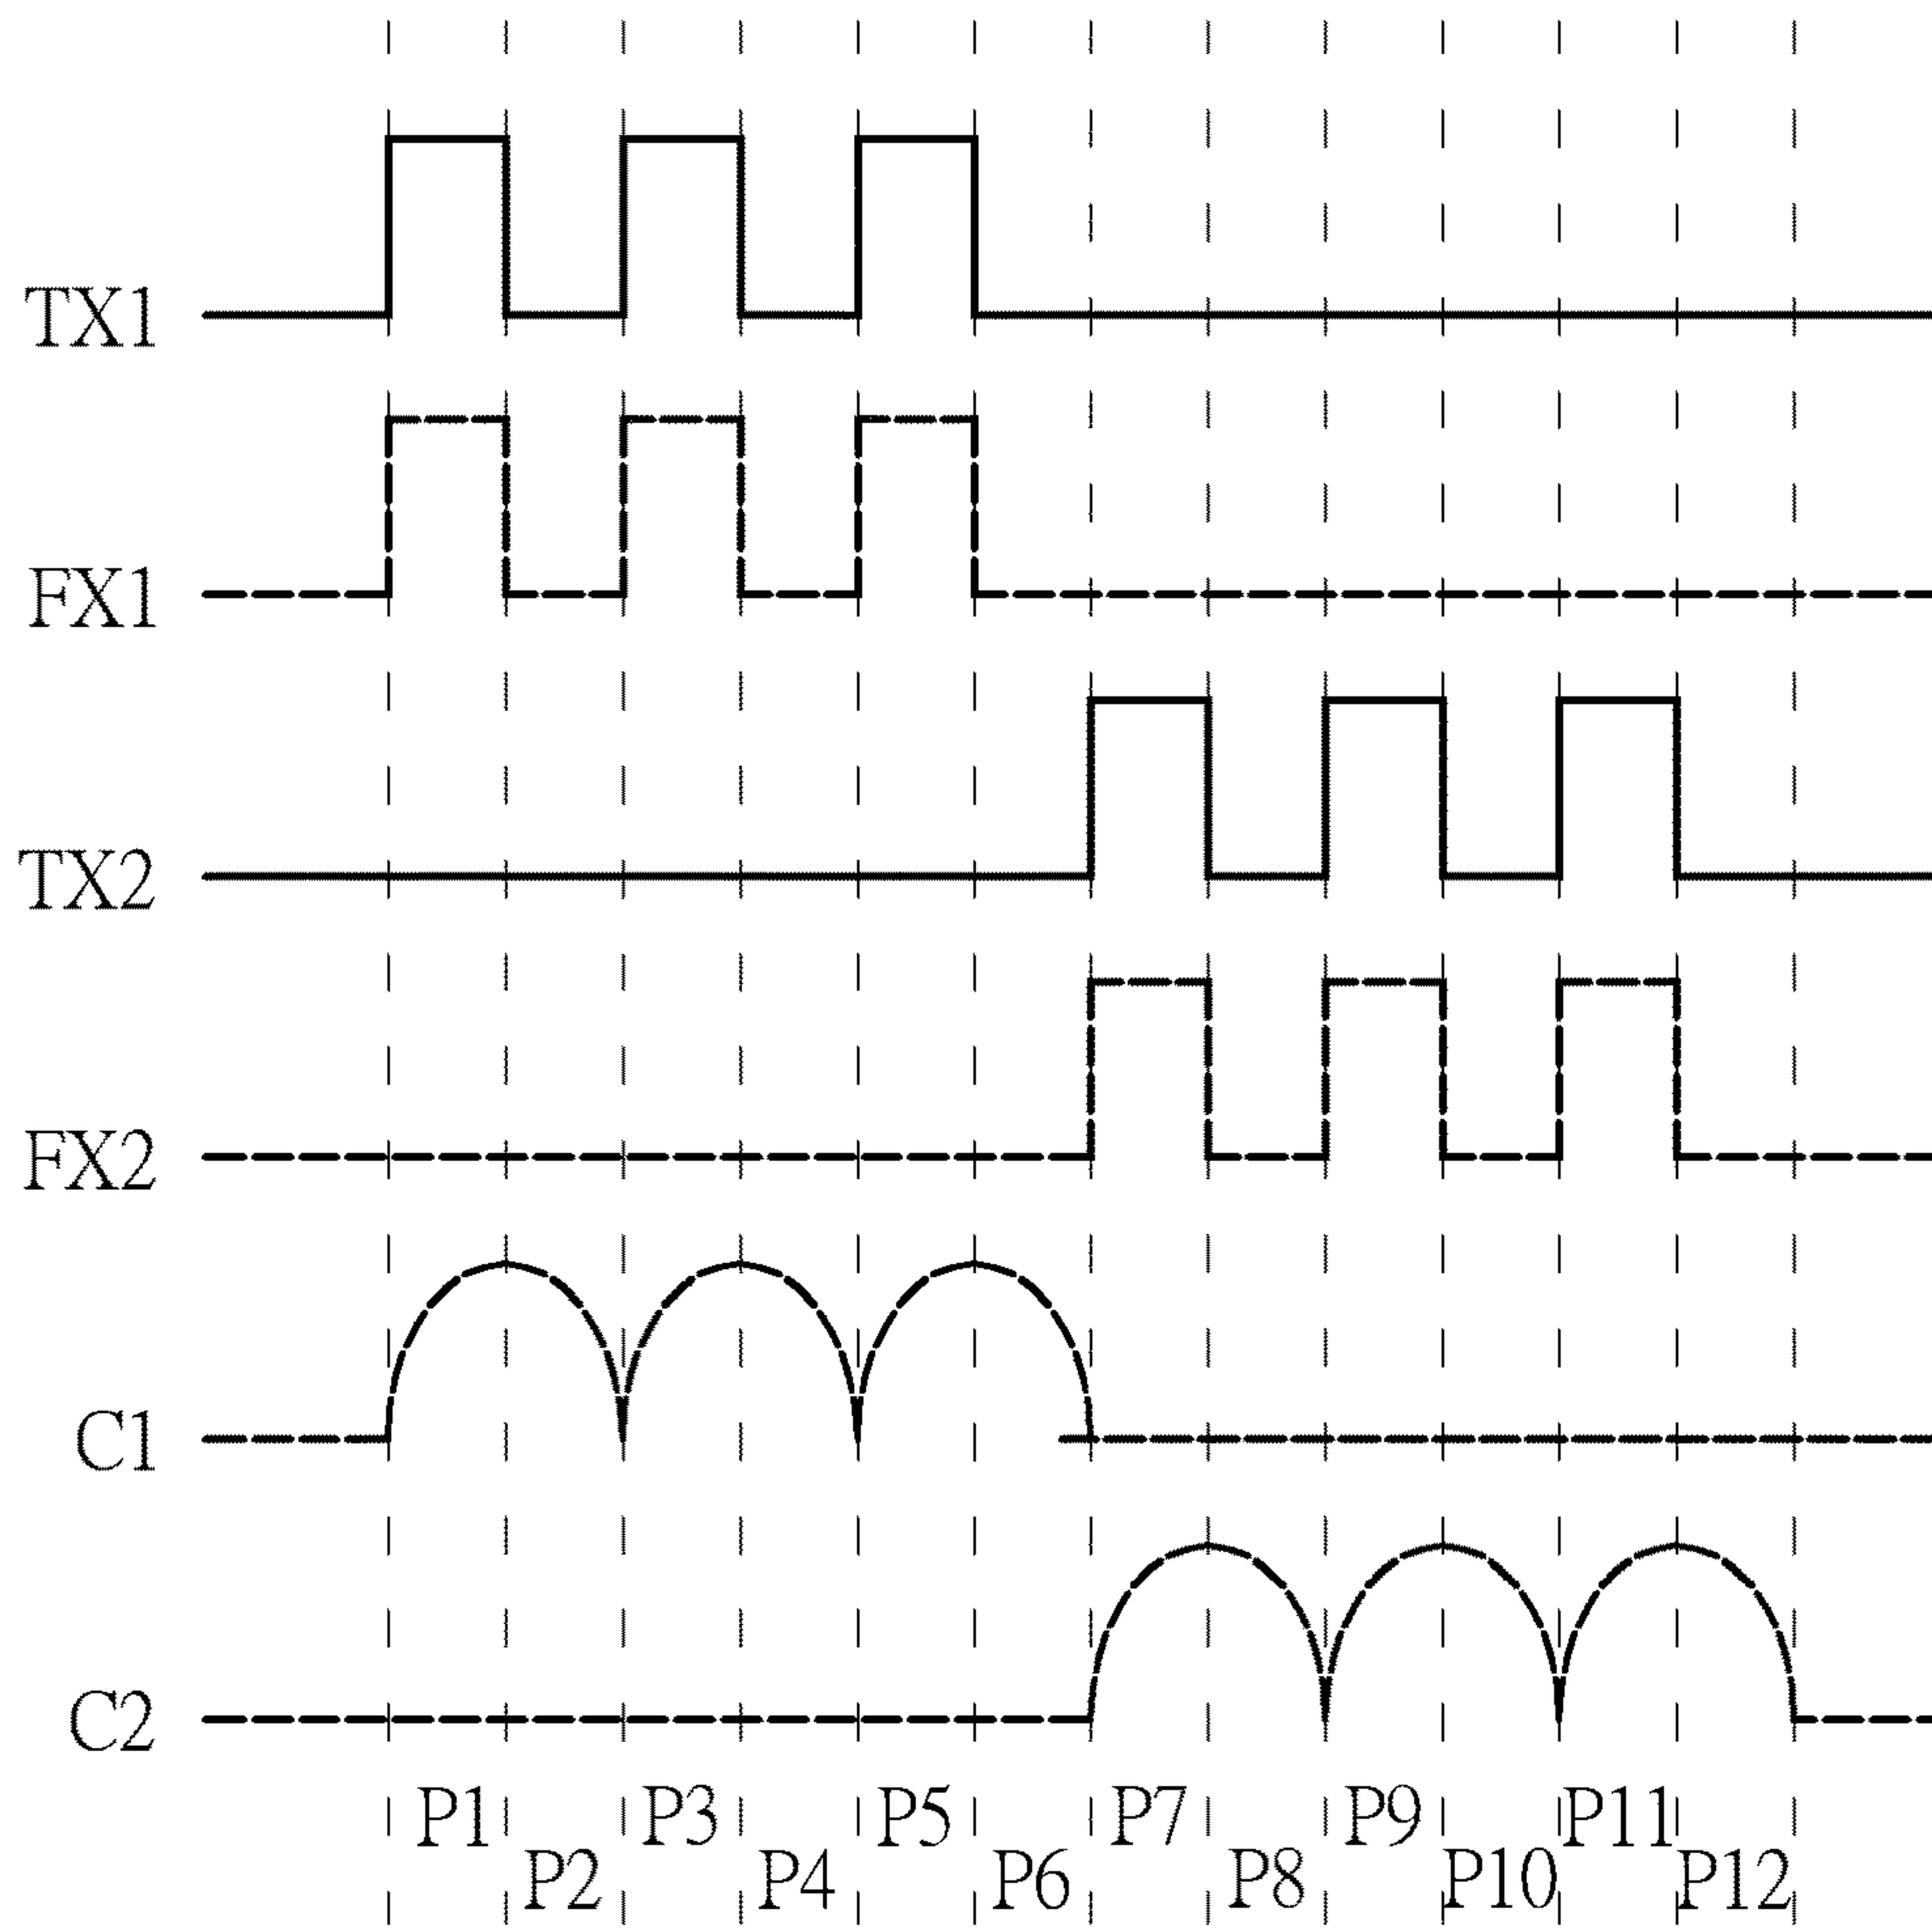 TX1
FX1
TX2
FX2
C1
C2
P1 P3 P5 P7 P9 P11
P2 P4 P6 P8 P10 P12